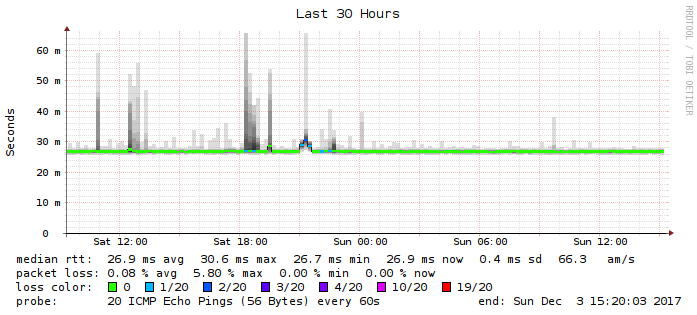 Last 30 Hours
RRDTOOL / TOBI OETIKER
Seconds
60 m
50 m
40 m
30 m
20 m
10 m
0
Sat 12:00 Sat 18:00 Sun 00:00 Sun 06:00 Sun 12:00
median rtt: 26.9 ms avg 30.6 ms max 26.7 ms min 26.9 ms now 0.4 ms sd 66.3 am/s
packet loss: 0.08 % avg 5.80 % max 0.00 % min 0.00 % now
loss color: 0 1/20 2/20 3/20 4/20 10/20 19/20
probe: 20 ICMP Echo Pings (56 Bytes) every 60s end: Sun Dec 3 15:20:03 2017